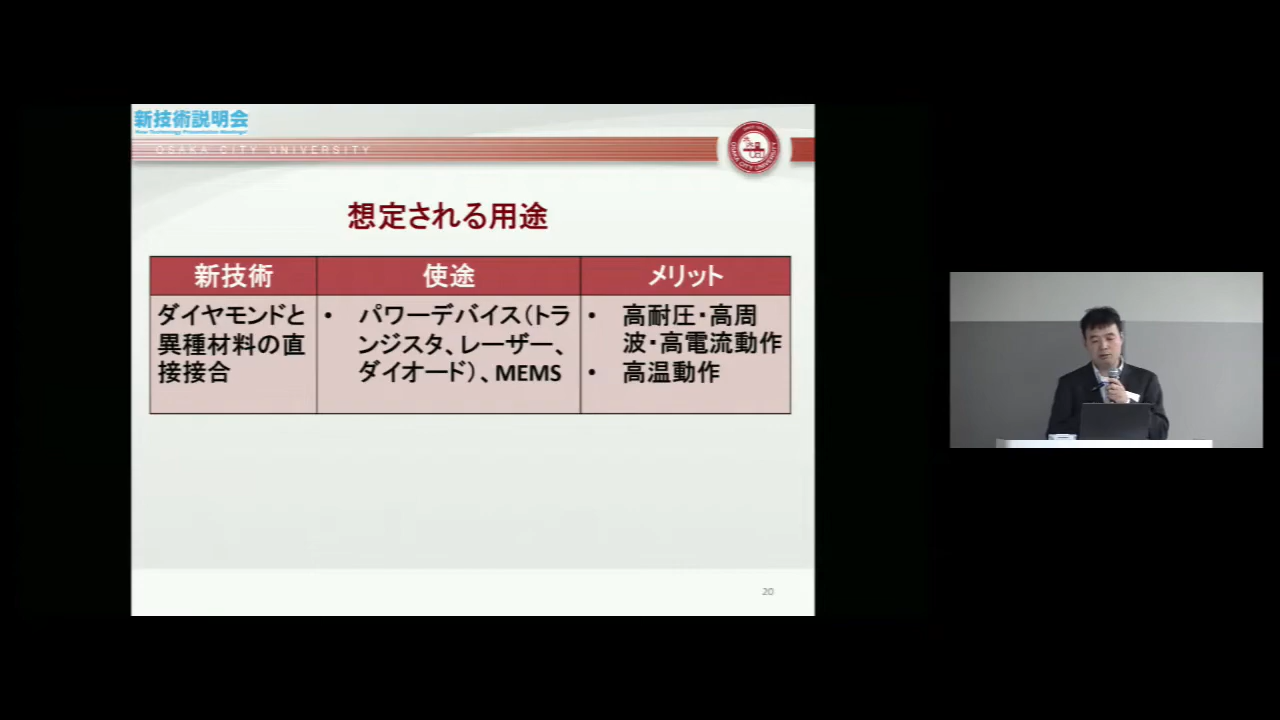 新技術説明会
New Technology Presentation Meetings!
OSAKA CITY UNIVERSITY
想定される用途
新技術
使途
メリット
ダイヤモンドと
異種材料の直
接接合
• パワーデバイス(トラ
ンジスタ、レーザー、
ダイオード)、MEMS
• 高耐圧・高周
波・高電流動作
• 高温動作
20